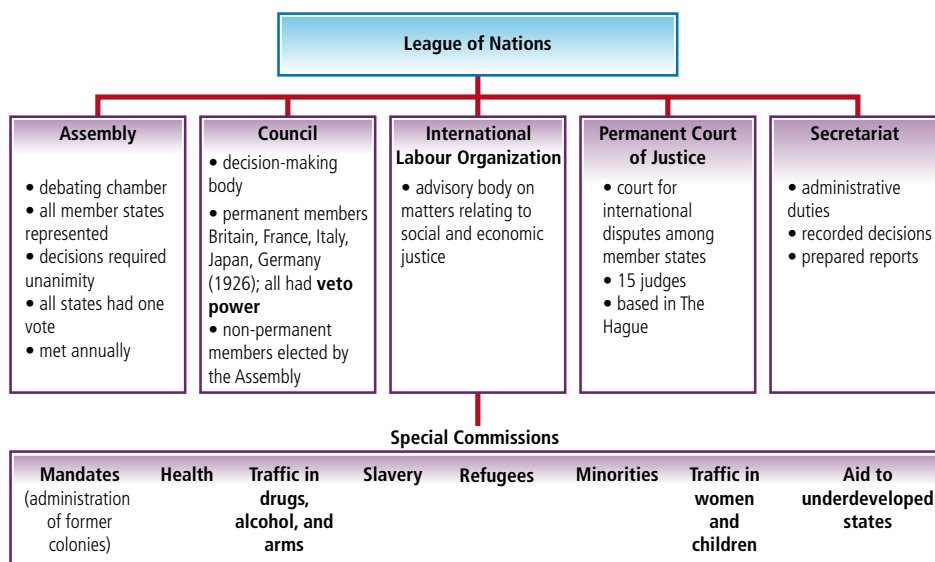 League of Nations
Assembly
• debating chamber
• all member states
represented
• decisions required
unanimity
• all states had one
vote
• met annually
Council
• decision-making
body
• permanent members
Britain, France, Italy,
Japan, Germany
(1926); all had veto
power
• non-permanent
members elected by
the Assembly
International
Labour Organization
• advisory body on
matters relating to
social and economic
justice
Permanent Court
of Justice
• court for
international
disputes among
member states
• 15 judges
• based in The
Hague
Secretariat
• administrative
duties
• recorded decisions
• prepared reports
Special Commissions
Mandates
(administration
of former
colonies)
Health
Traffic in
drugs,
alcohol, and
arms
Slavery
Refugees
Minorities
Traffic in
women
and
children
Aid to
underdeveloped
states